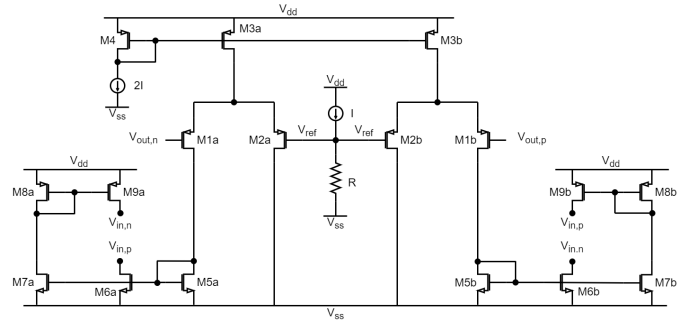 Vdd
M4
M3a
M3b
2I
Vss
Vdd
I
Vout,n
M1a
M2a
Vref
Vref
M2b
M1b
Vout,p
R
Vss
Vdd
M8a
M9a
Vin,n
Vin,p
M7a
M6a
M5a
Vdd
M9b
M8b
Vin,p
Vin.n
M5b
M6b
M7b
Vss